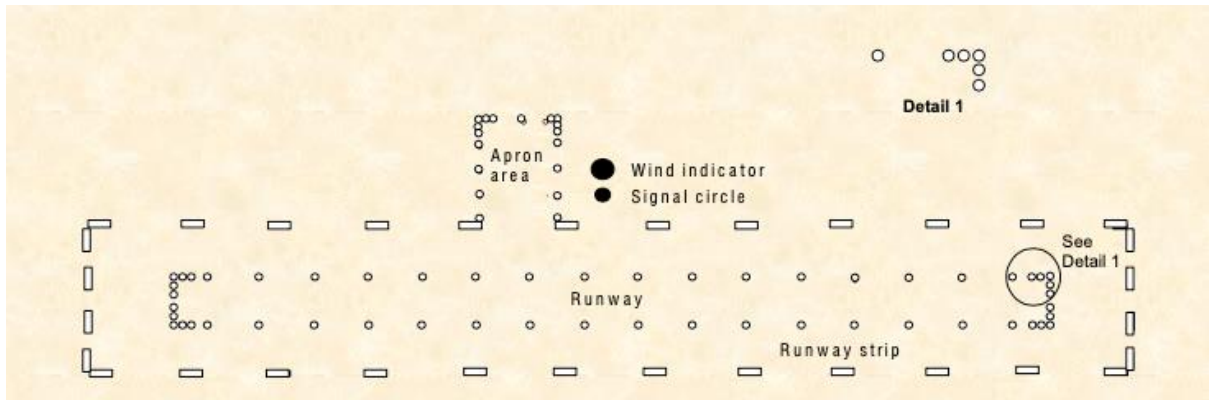 Detail 1
Apron
area
Wind indicator
Signal circle
See
Detail 1
Runway
Runway strip